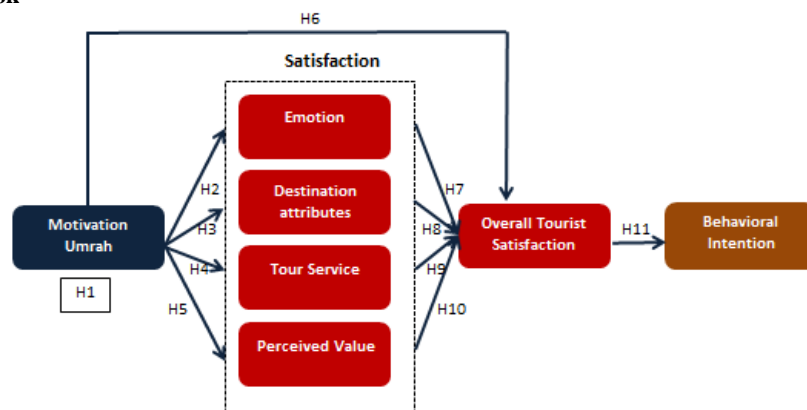 H6
Satisfaction
Emotion
H2
H7
Destination
attributes
H3
H8
Motivation
Umrah
Overall Tourist
Satisfaction
H11
Behavioral
Intention
H4
Tour Service
H9
H1
H5
H10
Perceived Value